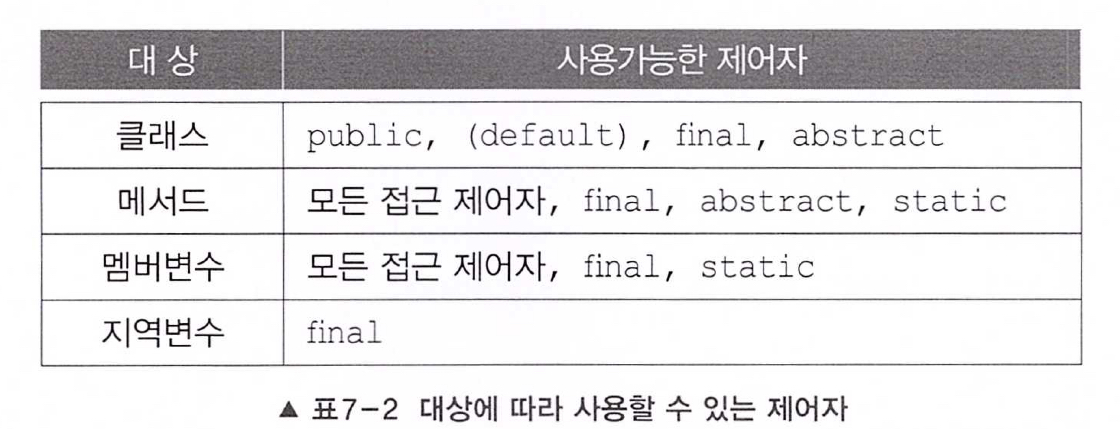 대 상 사용가능한 제어자
클래스 public, (default), final, abstract
메서드 모든 접근 제어자, final, abstract, static
멤버변수 모든 접근 제어자, final, static
지역변수 final
▲ 표7-2 대상에 따라 사용할 수 있는 제어자